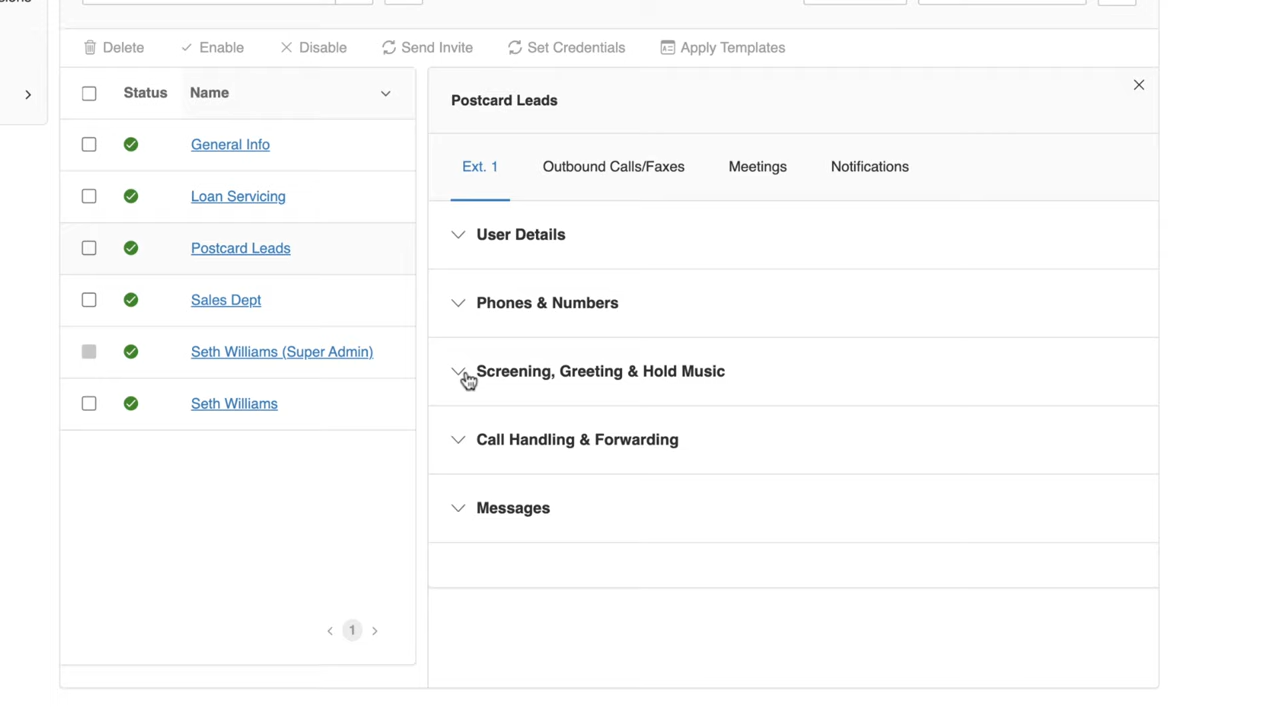 Delete Enable Disable Send Invite Set Credentials Apply Templates
Status Name
General Info
Loan Servicing
Postcard Leads
Sales Dept
Seth Williams (Super Admin)
Seth Williams
1
Postcard Leads
Ext. 1 Outbound Calls/Faxes Meetings Notifications
User Details
Phones & Numbers
Screening, Greeting & Hold Music
Call Handling & Forwarding
Messages